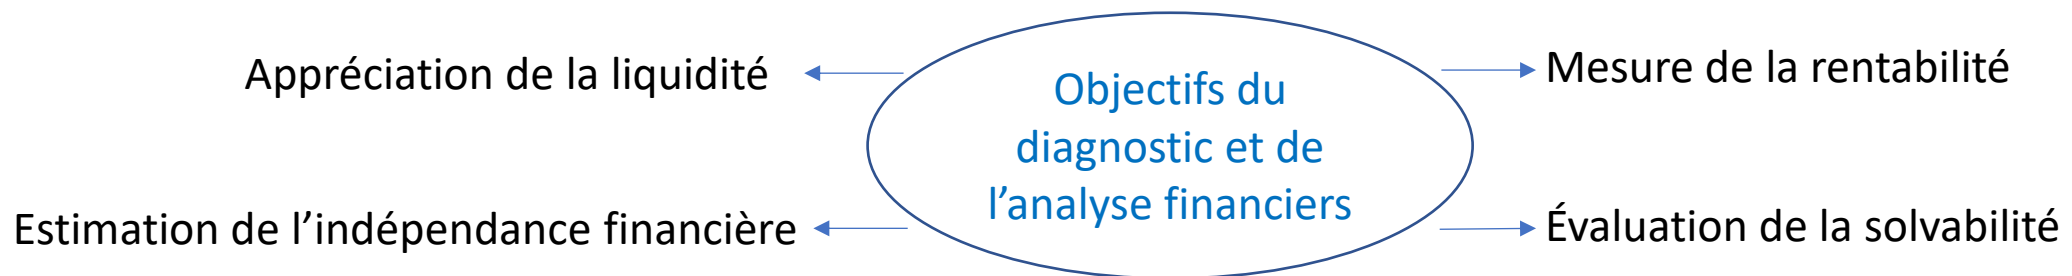 Appréciation de la liquidité
Objectifs du
diagnostic et de
l’analyse financiers
Mesure de la rentabilité
Estimation de l’indépendance financière
Évaluation de la solvabilité